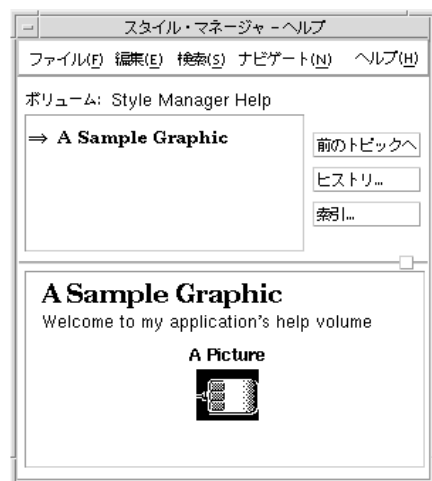 スタイル・マネージャ - ヘルプ
ファイル(F) 編集(E) 検索(S) ナビゲート(N) ヘルプ(H)
ボリューム: Style Manager Help
⇒ A Sample Graphic
前のトピックへ
ヒストリ...
索引...
A Sample Graphic
Welcome to my application's help volume
A Picture